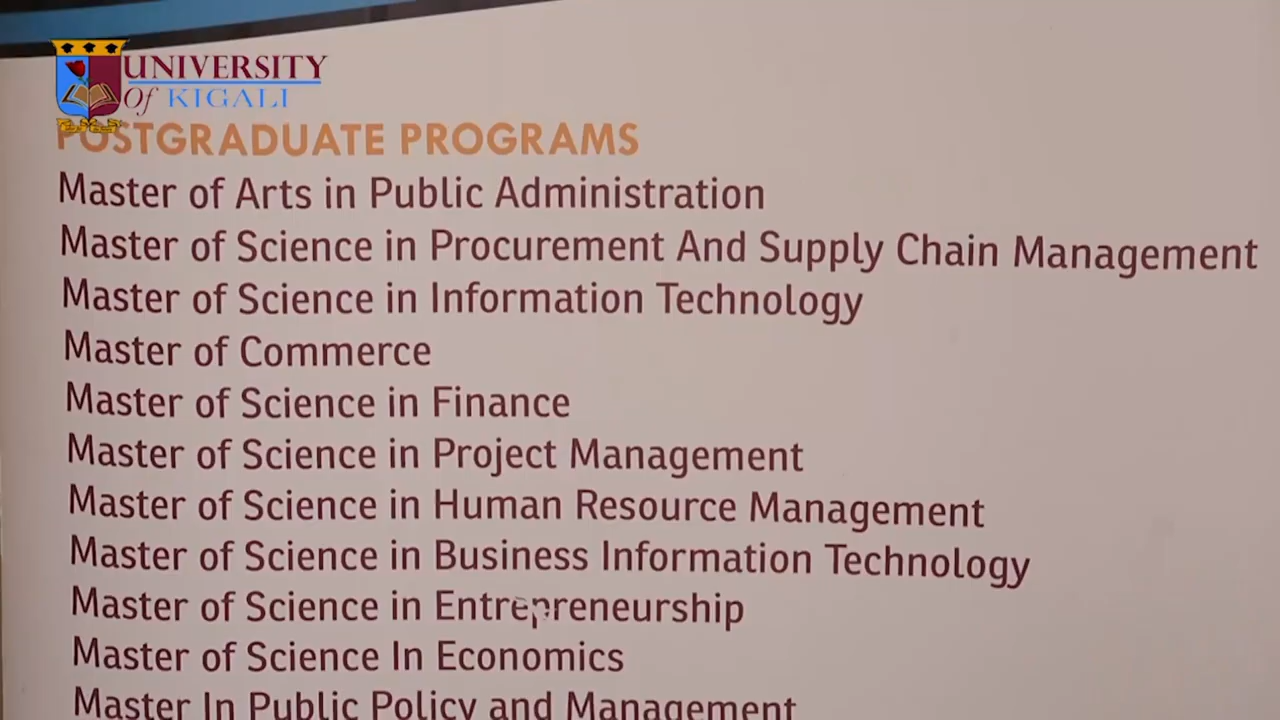 UNIVERSITY
Of KIGALI
POSTGRADUATE PROGRAMS
Master of Arts in Public Administration
Master of Science in Procurement And Supply Chain Management
Master of Science in Information Technology
Master of Commerce
Master of Science in Finance
Master of Science in Project Management
Master of Science in Human Resource Management
Master of Science in Business Information Technology
Master of Science in Entrepreneurship
Master of Science In Economics
Master In Public Policy and Management